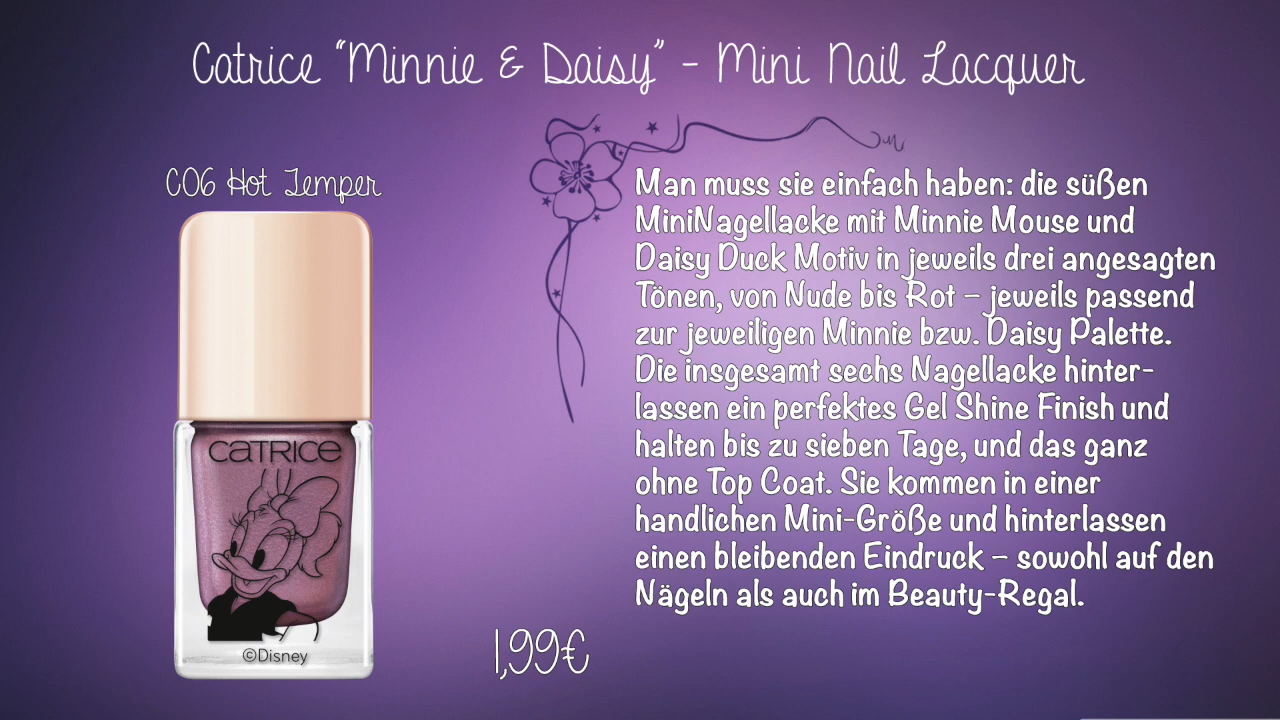 Catrice “Minnie & Daisy” - Mini Nail Lacquer
C06 Hot Temper
Man muss sie einfach haben: die süßen
MiniNagellacke mit Minnie Mouse und
Daisy Duck Motiv in jeweils drei angesagten
Tönen, von Nude bis Rot – jeweils passend
zur jeweiligen Minnie bzw. Daisy Palette.
Die insgesamt sechs Nagellacke hinter-
lassen ein perfektes Gel Shine Finish und
halten bis zu sieben Tage, und das ganz
ohne Top Coat. Sie kommen in einer
handlichen Mini-Größe und hinterlassen
einen bleibenden Eindruck – sowohl auf den
Nägeln als auch im Beauty-Regal.
CATRICE
©Disney
1,99€